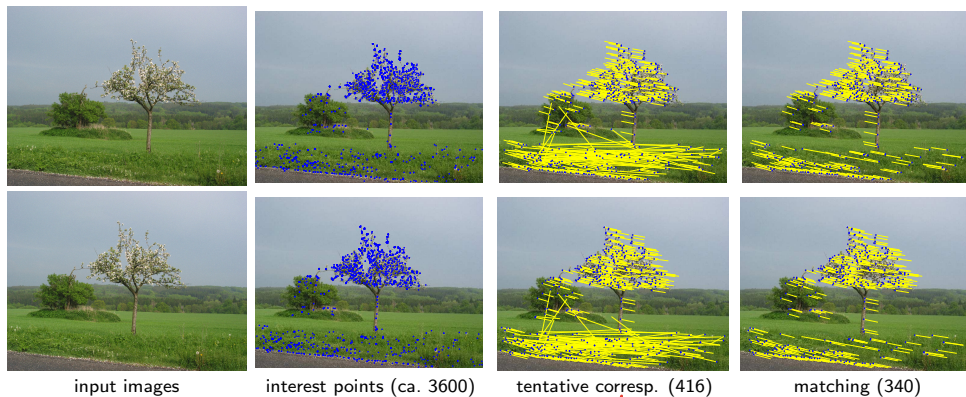 input images
interest points (ca. 3600)
tentative corresp. (416)
matching (340)